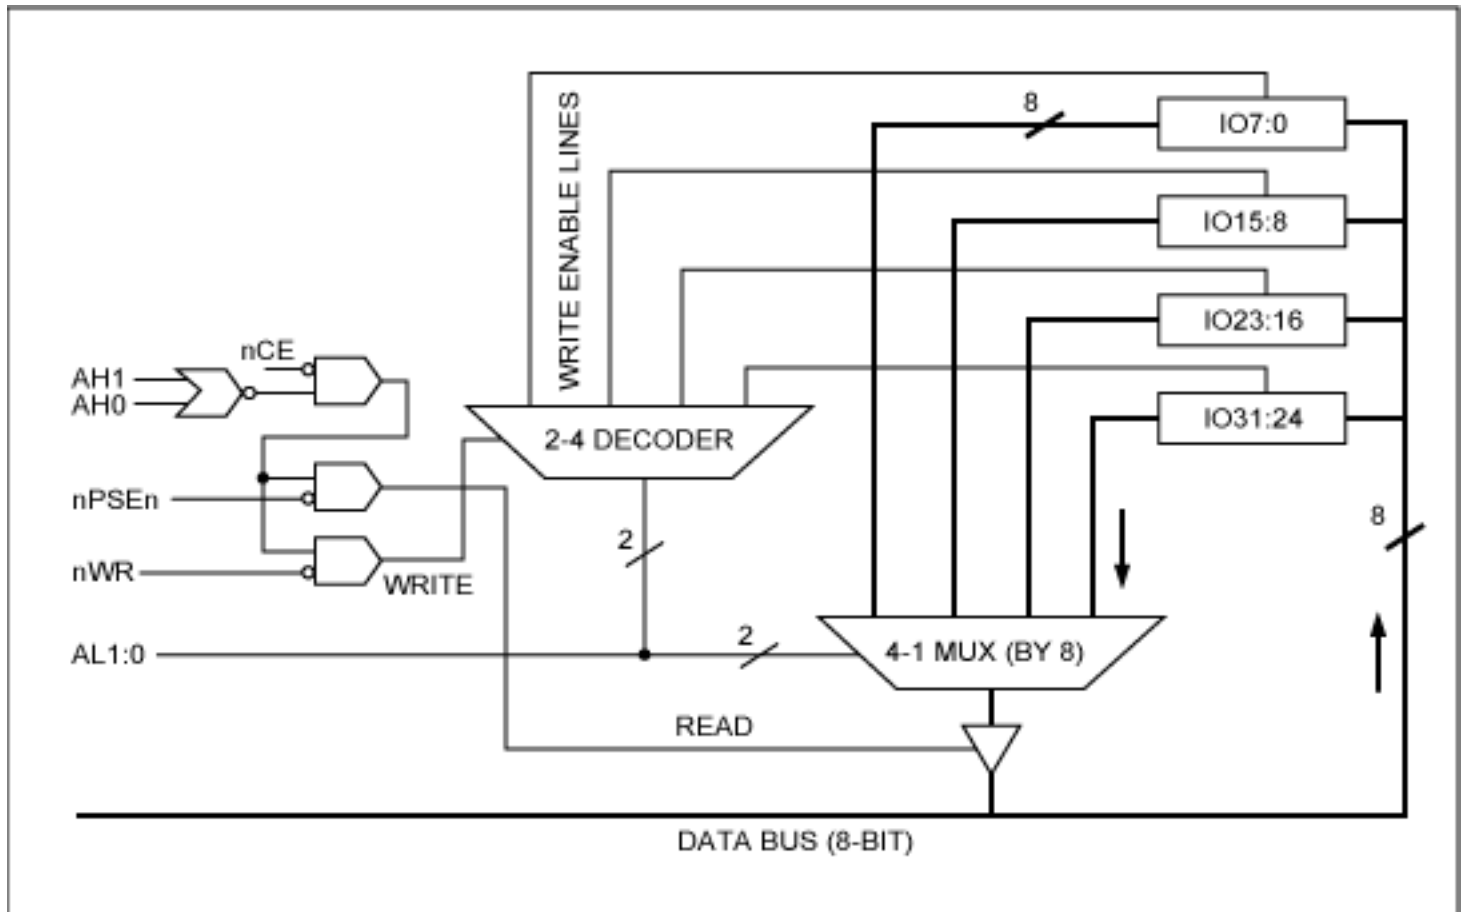 8
IO7:0
WRITE ENABLE LINES
IO15:8
IO23:16
nCE
AH1
AH0
IO31:24
2-4 DECODER
nPSEn
8
2
nWR
WRITE
2
AL1:0
4-1 MUX (BY 8)
READ
DATA BUS (8-BIT)